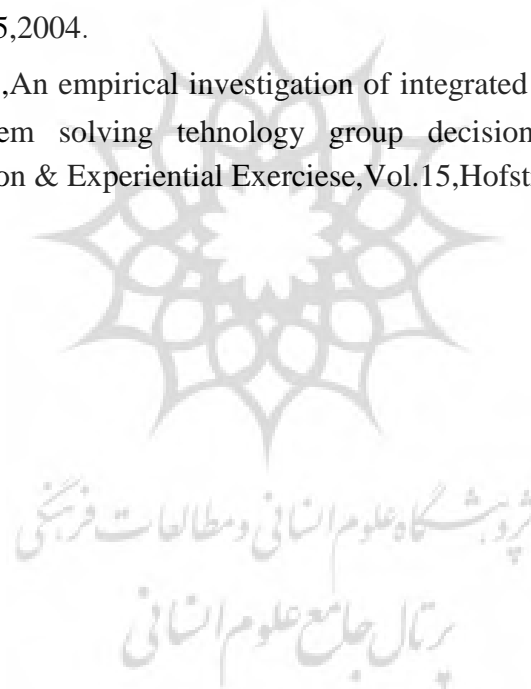 5,2004.
,An empirical investigation of integrated
em solving tehnology group decision
on & Experiential Exerciese,Vol.15,Hofst
پژوهشگاه علوم انسانی و مطالعات فرهنگی
پرتال جامع علوم انسانی